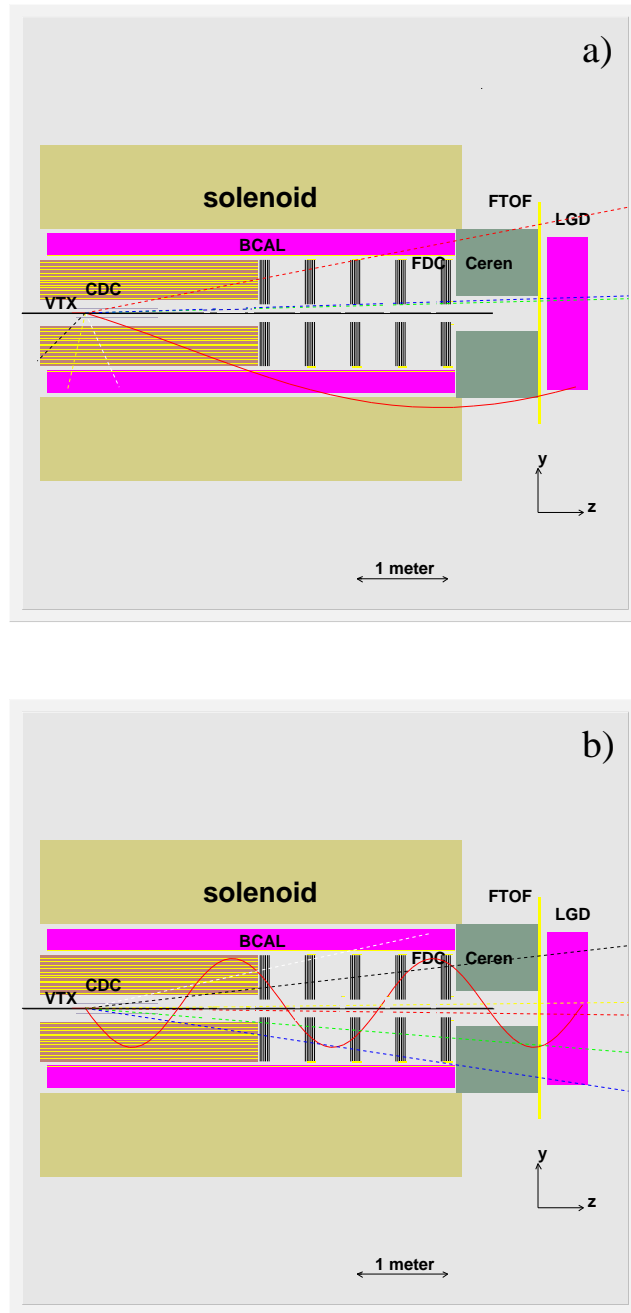 a)
solenoid
FTOF
LGD
BCAL
FDC
Ceren
CDC
VTX
y
z
1 meter
b)
solenoid
FTOF
LGD
BCAL
FDC
Ceren
CDC
VTX
y
z
1 meter